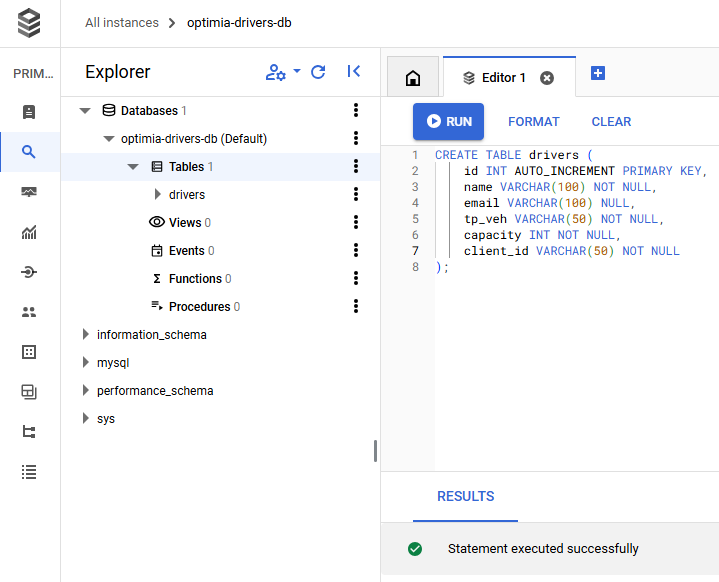 All instances > optimia-drivers-db
PRIM...
Explorer
Databases 1
optimia-drivers-db (Default)
Tables 1
drivers
Views 0
Events 0
Functions 0
Procedures 0
information_schema
mysql
performance_schema
sys
Editor 1
RUN FORMAT CLEAR
1 CREATE TABLE drivers (
2 id INT AUTO_INCREMENT PRIMARY KEY,
3 name VARCHAR(100) NOT NULL,
4 email VARCHAR(100) NULL,
5 tp_veh VARCHAR(50) NOT NULL,
6 capacity INT NOT NULL,
7 client_id VARCHAR(50) NOT NULL
8 );
RESULTS
Statement executed successfully